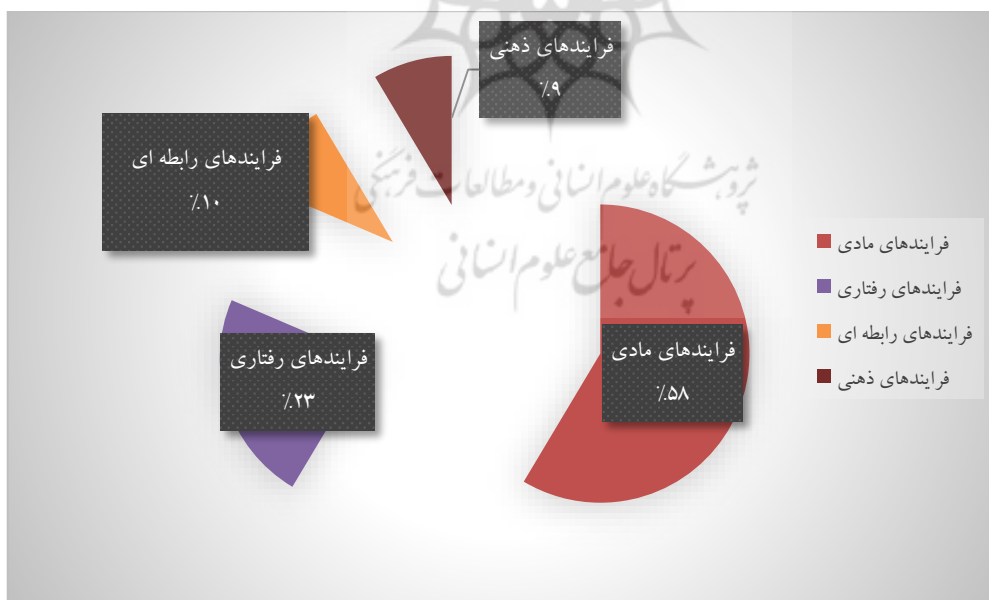 فرایندهای ذهنی
٪۹
فرایندهای رابطه ای
٪۱۰
پژوهشگاه علوم انسانی و مطالعات فرهنگی
پرتال جامع علوم انسانی
فرایندهای رفتاری
٪۲۳
فرایندهای مادی
٪۵۸
فرایندهای مادی
فرایندهای رفتاری
فرایندهای رابطه ای
فرایندهای ذهنی